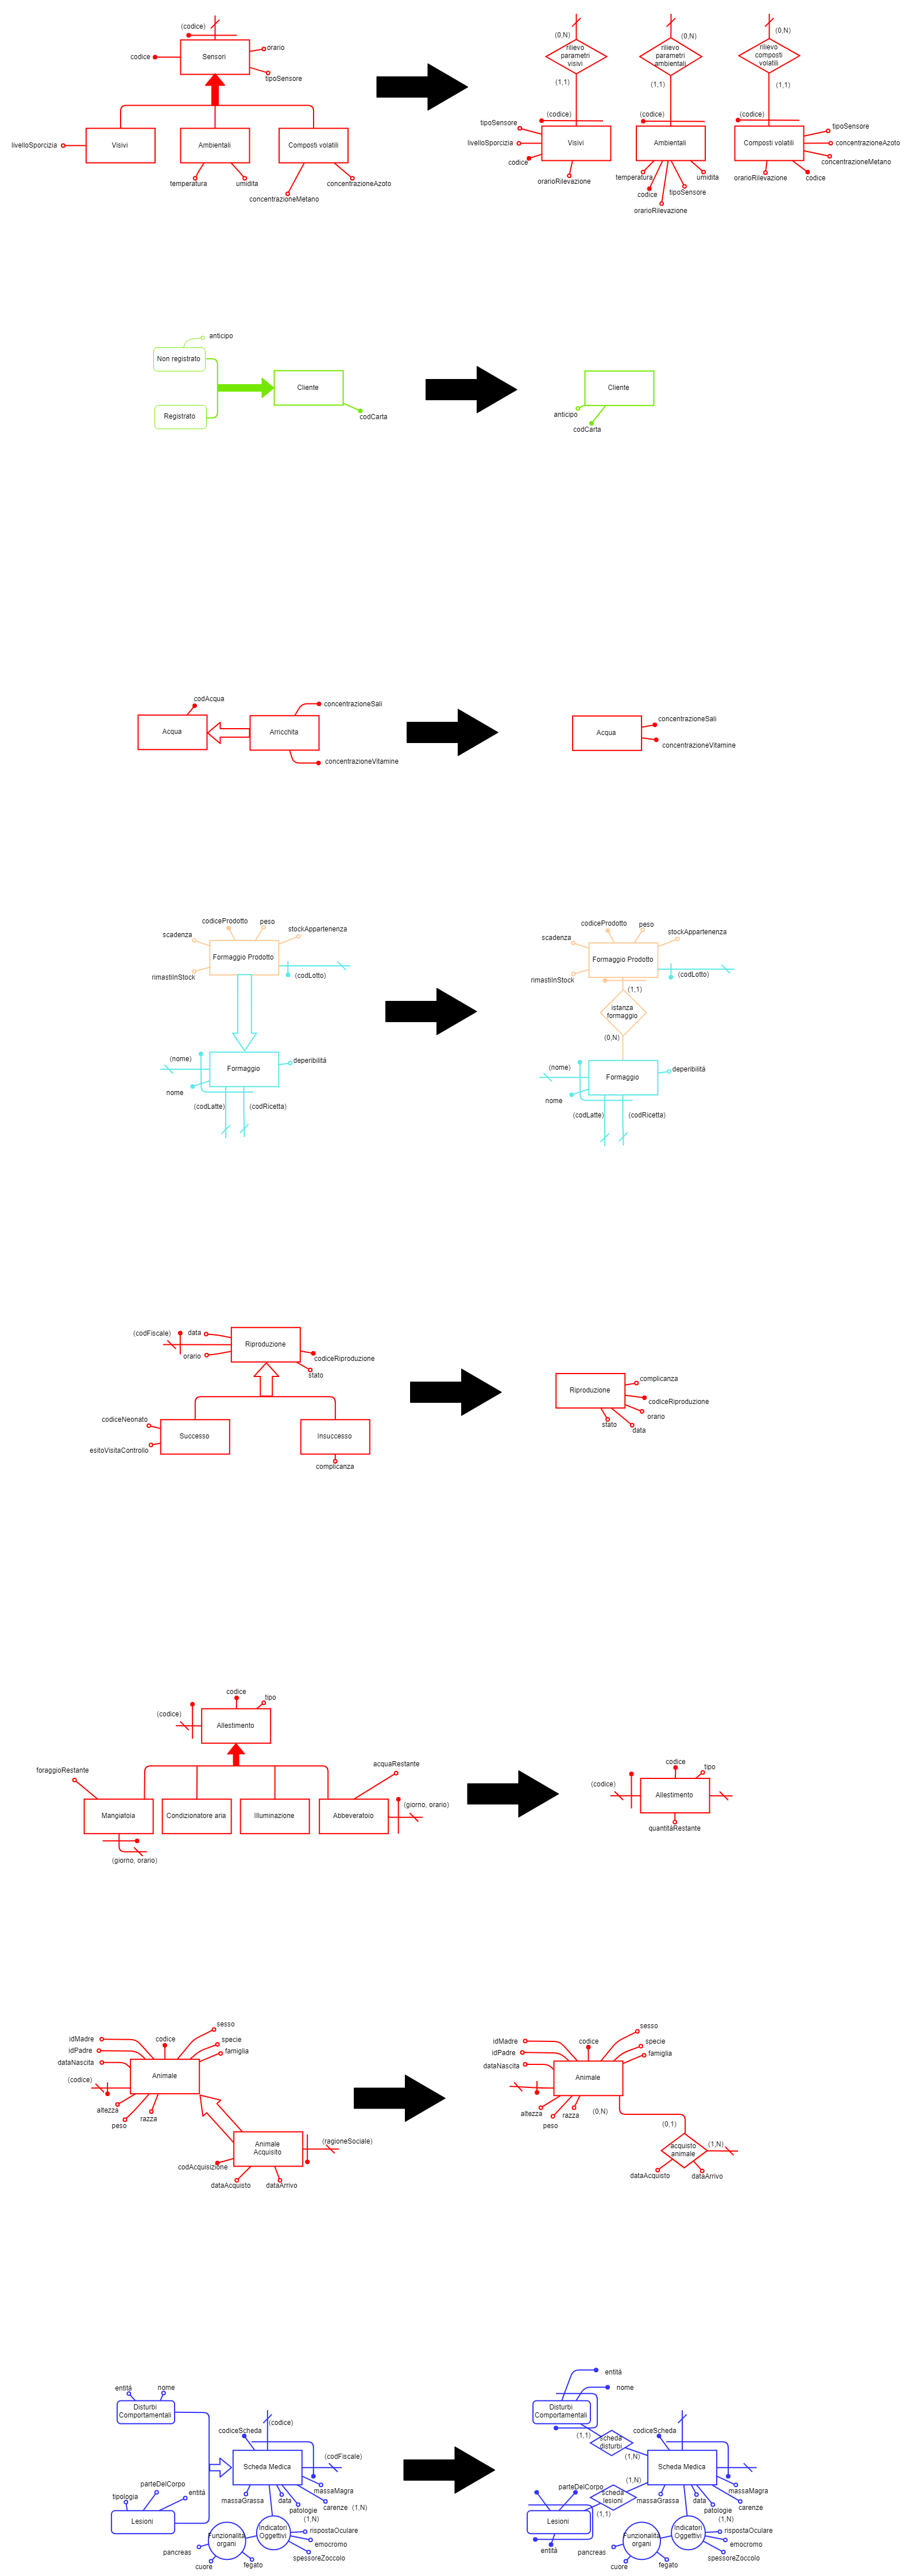 (codice)
orario
codice
Sensori
tipoSensore
livelloSporcizia
Visivi
Ambientali
Composti volatili
temperatura
umidita
concentrazioneAzoto
concentrazioneMetano
(0,N)
(0,N)
(0,N)
rilievo
parametri
visivi
rilievo
parametri
ambientali
rilievo
composti
volatili
(1,1)
(1,1)
(1,1)
(codice)
(codice)
(codice)
tipoSensore
livelloSporcizia
codice
Visivi
orarioRilevazione
Ambientali
temperatura
codice
orarioRilevazione
tipoSensore
umidita
Composti volatili
tipoSensore
concentrazioneAzoto
concentrazioneMetano
orarioRilevazione
codice
anticipo
Non registrato
Registrato
Cliente
codCarta
Cliente
anticipo
codCarta
codAcqua
Acqua
Arricchita
concentrazioneSali
concentrazioneVitamine
Acqua
concentrazioneSali
concentrazioneVitamine
codiceProdotto
peso
scadenza
stockAppartenenza
Formaggio Prodotto
rimastiInStock
(codLotto)
(nome)
Formaggio
deperibilitá
nome
(codLatte)
(codRicetta)
codiceProdotto
peso
scadenza
stockAppartenenza
Formaggio Prodotto
rimastiInStock
(codLotto)
(1,1)
istanza
formaggio
(0,N)
(nome)
Formaggio
deperibilitá
nome
(codLatte)
(codRicetta)
(codFiscale)
data
orario
Riproduzione
codiceRiproduzione
stato
codiceNeonato
esitoVisitaControllo
Successo
Insuccesso
complicanza
Riproduzione
complicanza
codiceRiproduzione
orario
stato
data
codice
tipo
(codice)
Allestimento
foraggioRestante
acquaRestante
Mangiatoia
Condizionatore aria
Illuminazione
Abbeveratoio
(giorno, orario)
(giorno, orario)
codice
tipo
(codice)
Allestimento
quantitáRestante
sesso
idMadre
codice
specie
idPadre
famiglia
dataNascita
Animale
(codice)
altezza
peso
razza
Animale
Acquisito
(ragioneSociale)
codAcquisizione
dataAcquisto
dataArrivo
sesso
idMadre
codice
specie
idPadre
famiglia
dataNascita
Animale
altezza
peso
razza
(0,N)
(0,1)
acquisto
animale
(1,N)
dataAcquisto
dataArrivo
entitá
nome
Disturbi
Comportamentali
codiceScheda
(codice)
Scheda Medica
(codFiscale)
parteDelCorpo
tipologia
entitá
Lesioni
massaGrassa
data
patologie
(1,N)
massaMagra
carenze
(1,N)
Funzionalitá
organi
Indicatori
Oggettivi
rispostaOculare
emocromo
spessoreZoccolo
pancreas
cuore
fegato
entitá
nome
Disturbi
Comportamentali
(1,1)
scheda
disturbi
(1,N)
codiceScheda
Scheda Medica
(1,N)
scheda
lesioni
(1,1)
parteDelCorpo
Lesioni
entitá
massaGrassa
data
patologie
(1,N)
massaMagra
carenze
Funzionalitá
organi
Indicatori
Oggettivi
rispostaOculare
emocromo
spessoreZoccolo
pancreas
cuore
fegato